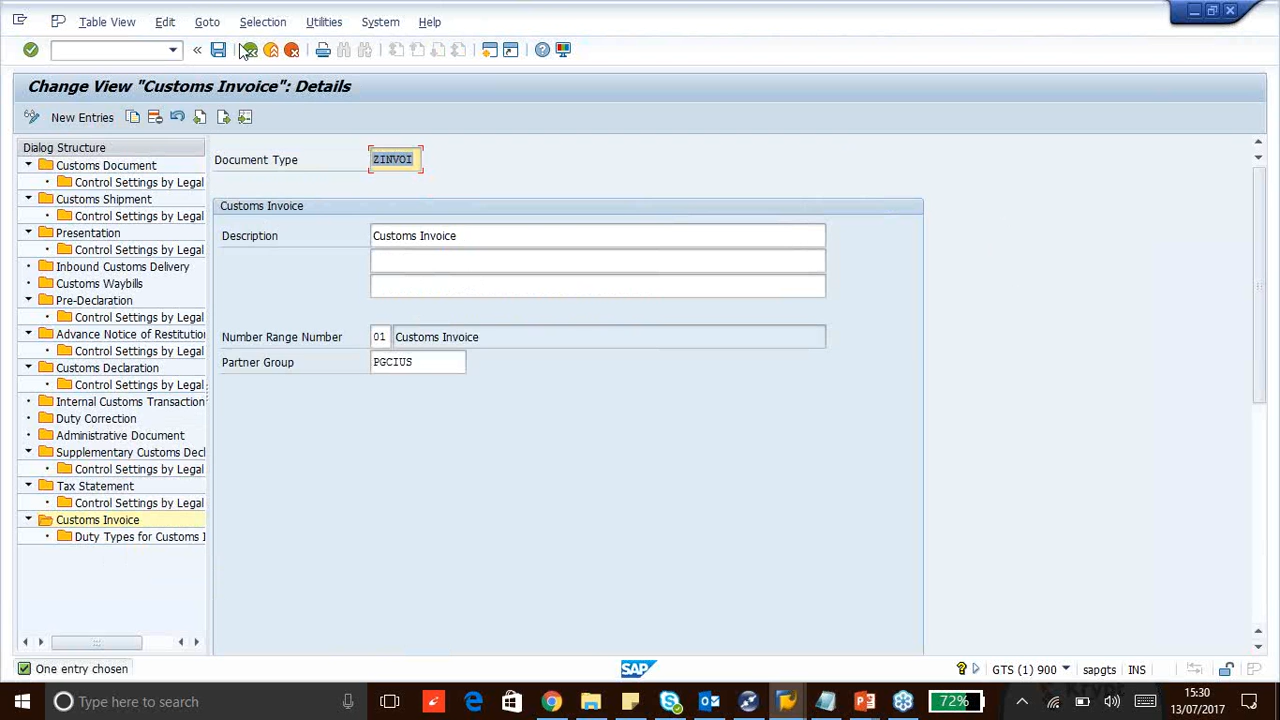 Table View Edit Goto Selection Utilities System Help
Change View "Customs Invoice": Details
New Entries
Dialog Structure
Customs Document
Control Settings by Legal
Customs Shipment
Control Settings by Legal
Presentation
Control Settings by Legal
Inbound Customs Delivery
Customs Waybills
Pre-Declaration
Control Settings by Legal
Advance Notice of Restitution
Control Settings by Legal
Customs Declaration
Control Settings by Legal
Internal Customs Transaction
Duty Correction
Administrative Document
Supplementary Customs Decl
Control Settings by Legal
Tax Statement
Control Settings by Legal
Customs Invoice
Duty Types for Customs I
Document Type ZINVOI
Customs Invoice
Description Customs Invoice
Number Range Number 01 Customs Invoice
Partner Group PGCIUS
One entry chosen
SAP
GTS (1) 900 sapgts INS
Type here to search
72%
15:30
13/07/2017